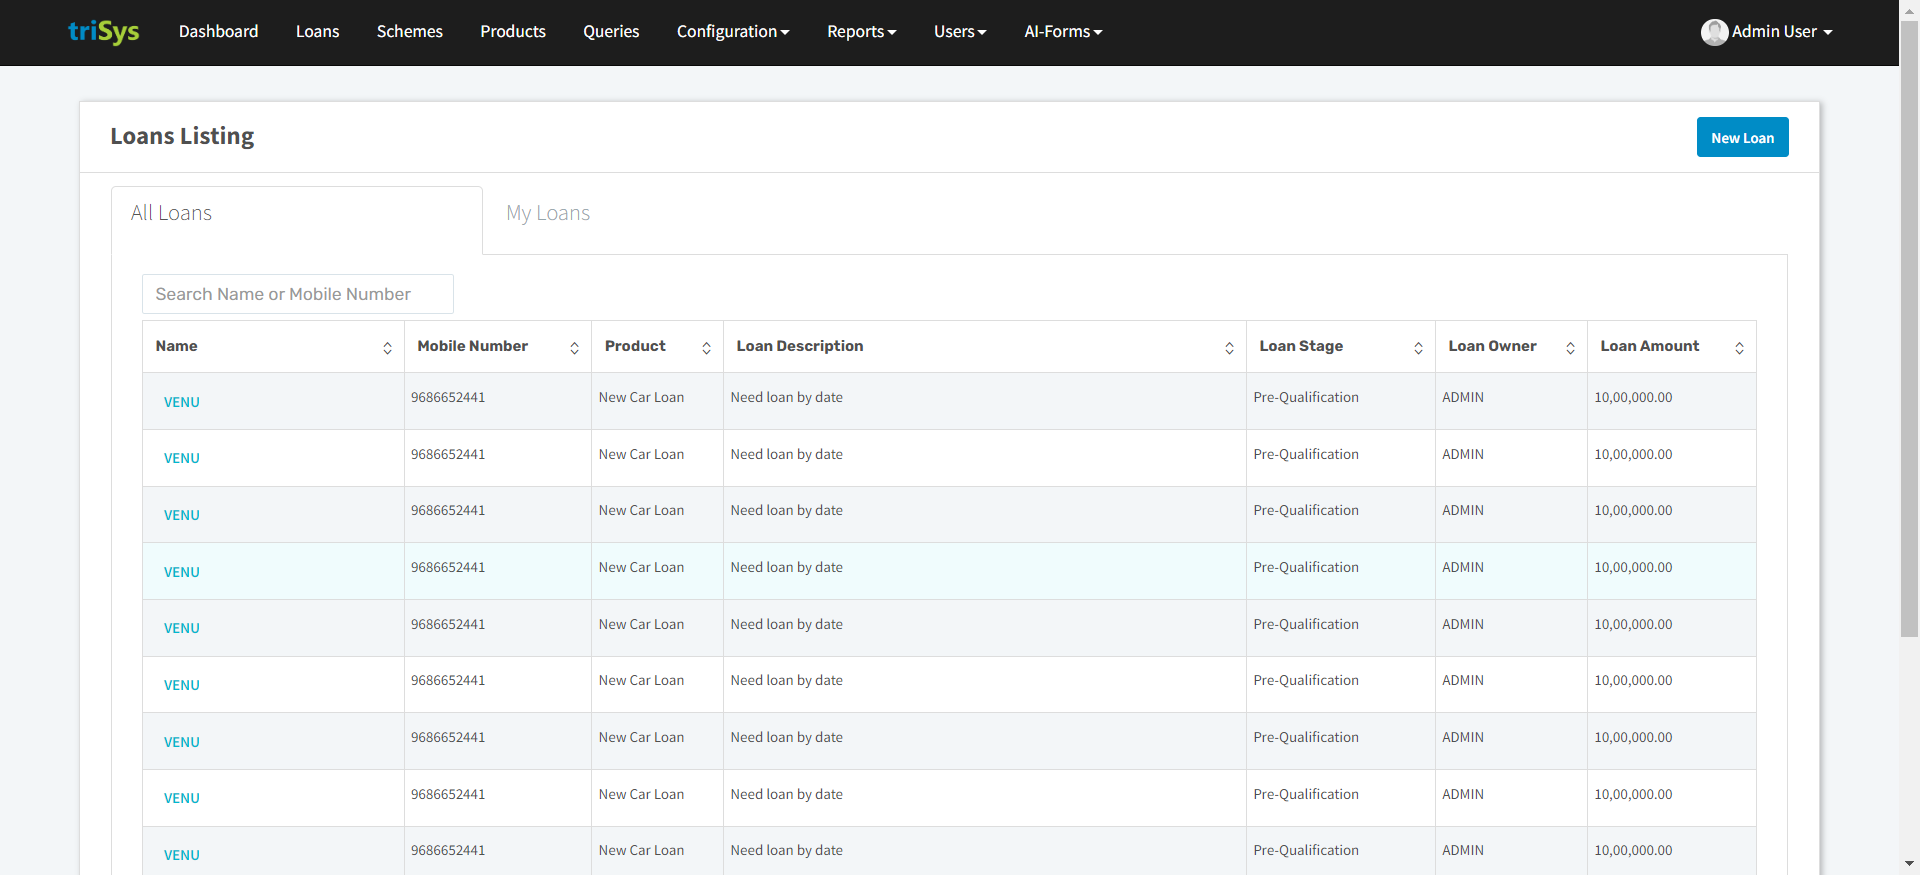 triSys Dashboard Loans Schemes Products Queries Configuration Reports Users AI-Forms Admin User
Loans Listing New Loan
All Loans My Loans
Search Name or Mobile Number
Name Mobile Number Product Loan Description Loan Stage Loan Owner Loan Amount
VENU 9686652441 New Car Loan Need loan by date Pre-Qualification ADMIN 10,00,000.00
VENU 9686652441 New Car Loan Need loan by date Pre-Qualification ADMIN 10,00,000.00
VENU 9686652441 New Car Loan Need loan by date Pre-Qualification ADMIN 10,00,000.00
VENU 9686652441 New Car Loan Need loan by date Pre-Qualification ADMIN 10,00,000.00
VENU 9686652441 New Car Loan Need loan by date Pre-Qualification ADMIN 10,00,000.00
VENU 9686652441 New Car Loan Need loan by date Pre-Qualification ADMIN 10,00,000.00
VENU 9686652441 New Car Loan Need loan by date Pre-Qualification ADMIN 10,00,000.00
VENU 9686652441 New Car Loan Need loan by date Pre-Qualification ADMIN 10,00,000.00
VENU 9686652441 New Car Loan Need loan by date Pre-Qualification ADMIN 10,00,000.00